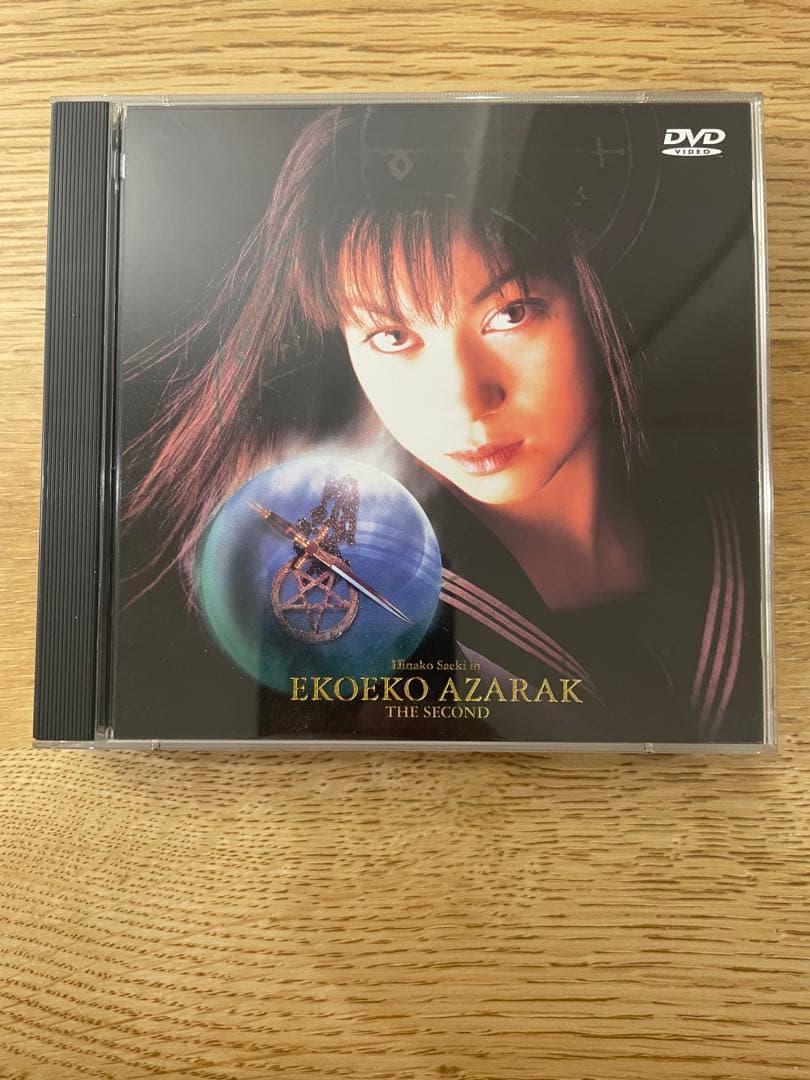 DVD
VIDEO
Hinako Saeki in
EKOEKO AZARAK
THE SECOND